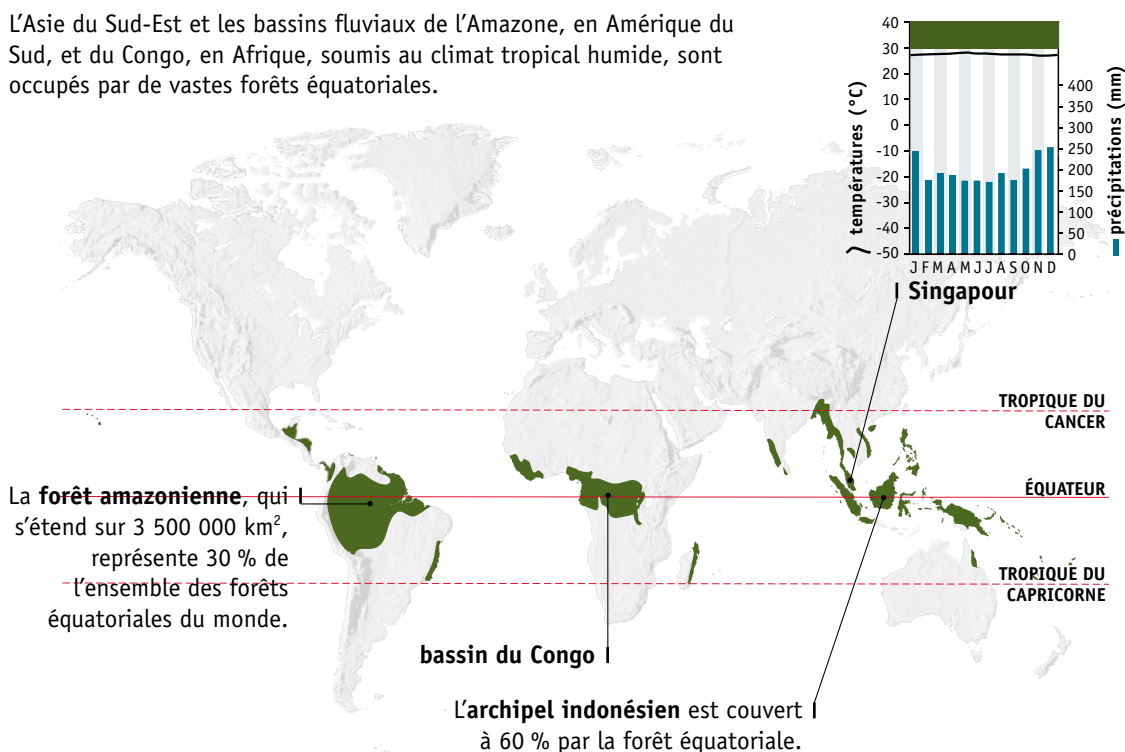 L'Asie du Sud-Est et les bassins fluviaux de l'Amazone, en Amérique du
Sud, et du Congo, en Afrique, soumis au climat tropical humide, sont
occupés par de vastes forêts équatoriales.
températures (°C)
40
30
20
10
0
-10
-20
-30
-40
-50
précipitations (mm)
400
350
300
250
200
150
100
50
0
J F M A M J J A S O N D
Singapour
TROPIQUE DU
CANCER
ÉQUATEUR
La forêt amazonienne, qui
s'étend sur 3 500 000 km²,
représente 30 % de
l'ensemble des forêts
équatoriales du monde.
TROPIQUE DU
CAPRICORNE
bassin du Congo
L'archipel indonésien est couvert
à 60 % par la forêt équatoriale.